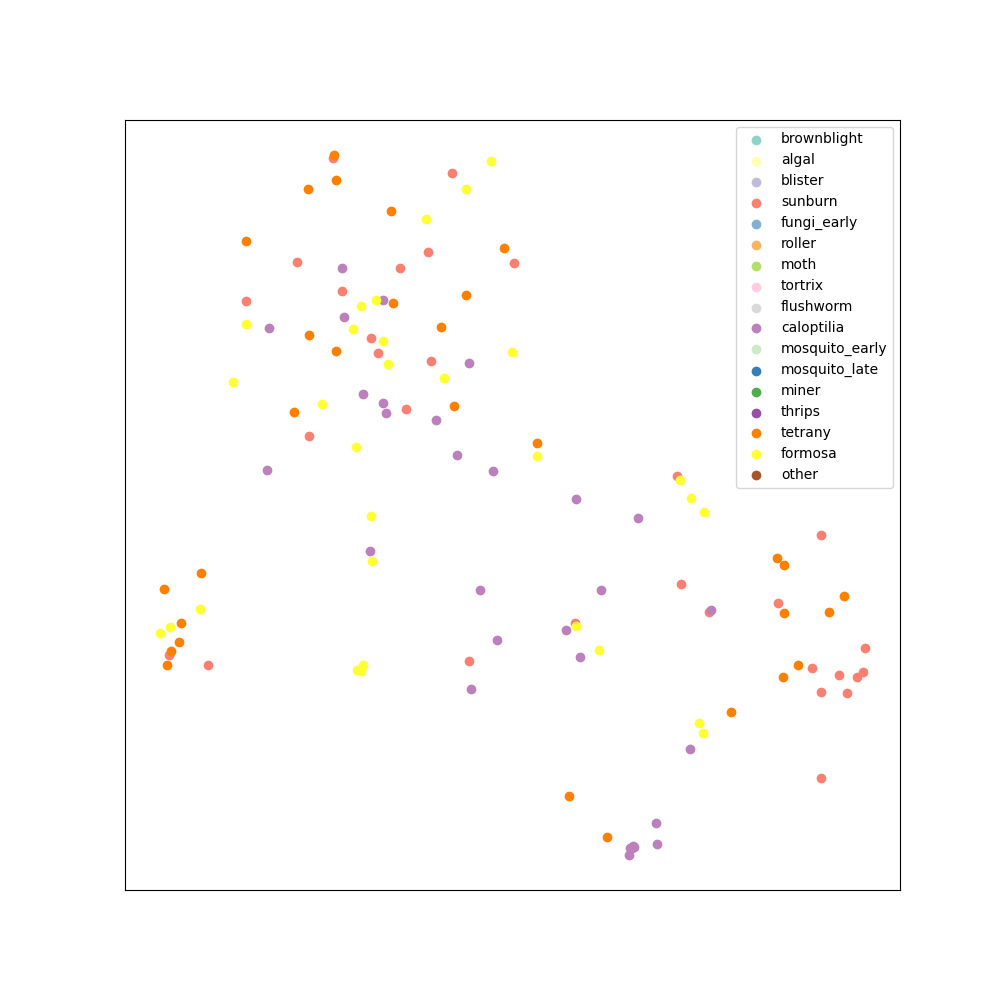 brownblight
algal
blister
sunburn
fungi_early
roller
moth
tortrix
flushworm
caloptilia
mosquito_early
mosquito_late
miner
thrips
tetrany
formosa
other